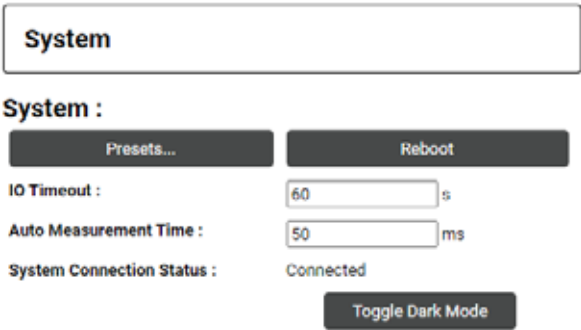 System
System :
Presets... Reboot
IO Timeout : 60 s
Auto Measurement Time : 50 ms
System Connection Status : Connected
Toggle Dark Mode